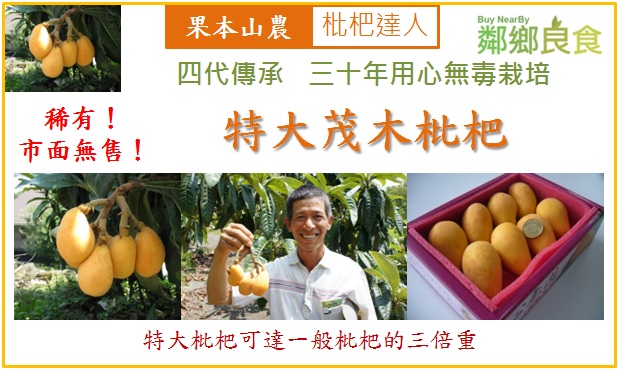 果本山農 枇杷達人
Buy NearBy
鄰鄉良食
四代傳承 三十年用心無毒栽培
稀有！
市面無售！
特大茂木枇杷
特大枇杷可達一般枇杷的三倍重